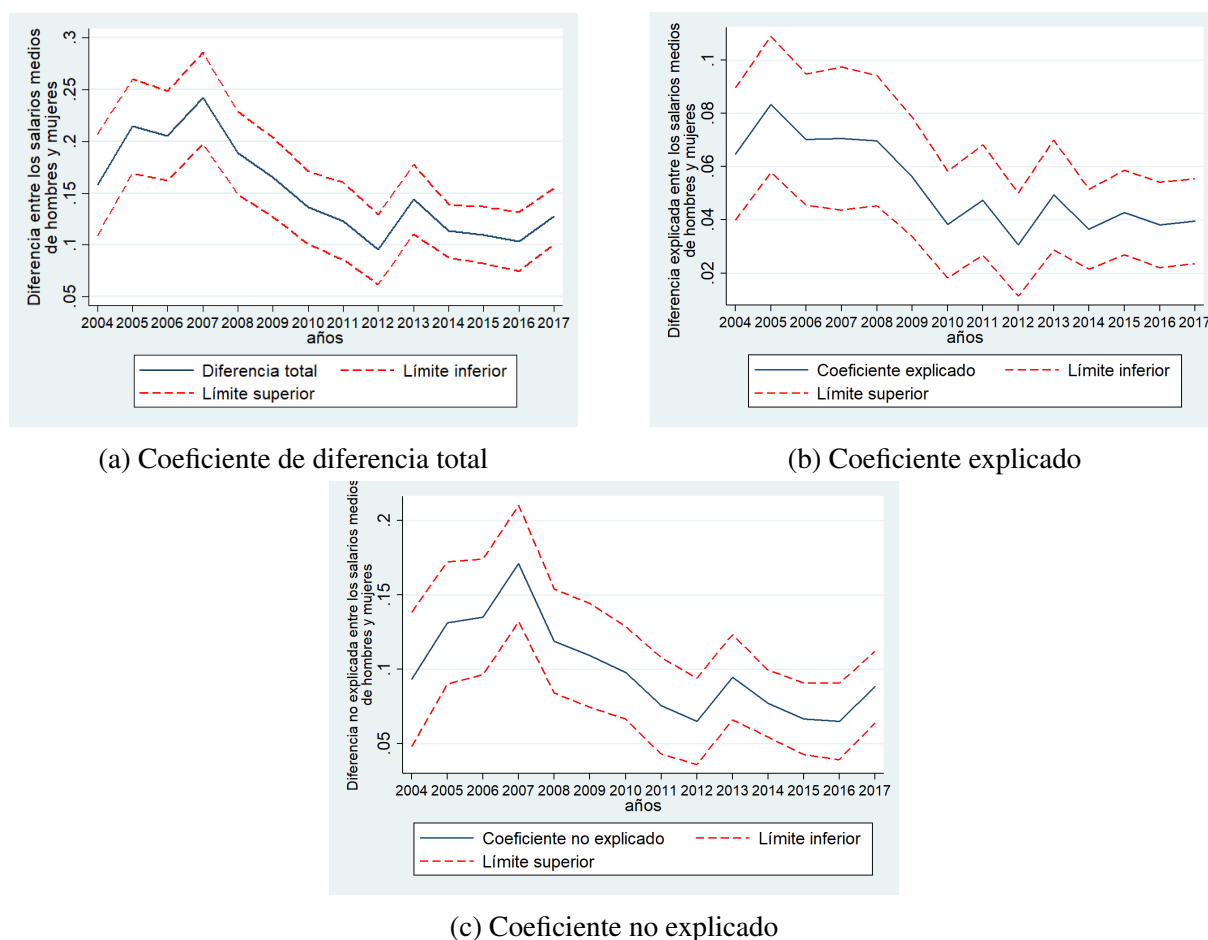 Diferencia entre los salarios medios
de hombres y mujeres
.3
.25
.2
.15
.1
.05
2004 2005 2006 2007 2008 2009 2010 2011 2012 2013 2014 2015 2016 2017
años
Diferencia total Límite inferior
Límite superior
(a) Coeficiente de diferencia total
Diferencia explicada entre los salarios medios
de hombres y mujeres
.1
.08
.06
.04
.02
2004 2005 2006 2007 2008 2009 2010 2011 2012 2013 2014 2015 2016 2017
años
Coeficiente explicado Límite inferior
Límite superior
(b) Coeficiente explicado
Diferencia no explicada entre los salarios medios
de hombres y mujeres
.2
.15
.1
.05
2004 2005 2006 2007 2008 2009 2010 2011 2012 2013 2014 2015 2016 2017
años
Coeficiente no explicado Límite inferior
Límite superior
(c) Coeficiente no explicado